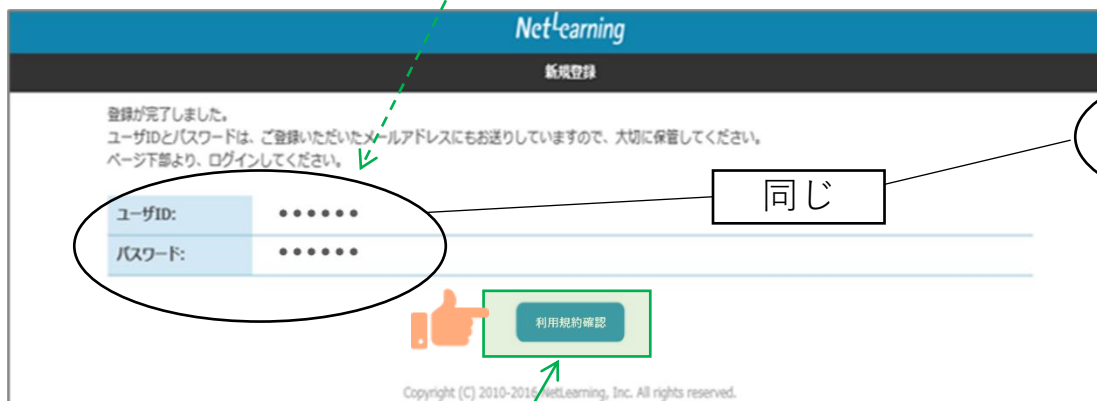 NetLearning
新規登録
登録が完了しました。
ユーザIDとパスワードは、ご登録いただいたメールアドレスにもお送りしていますので、大切に保管してください。
ページ下部より、ログインしてください。
同じ
ユーザID: ••••••
パスワード: ••••••
利用規約確認
Copyright (C) 2010-2016 NetLearning, Inc. All rights reserved.